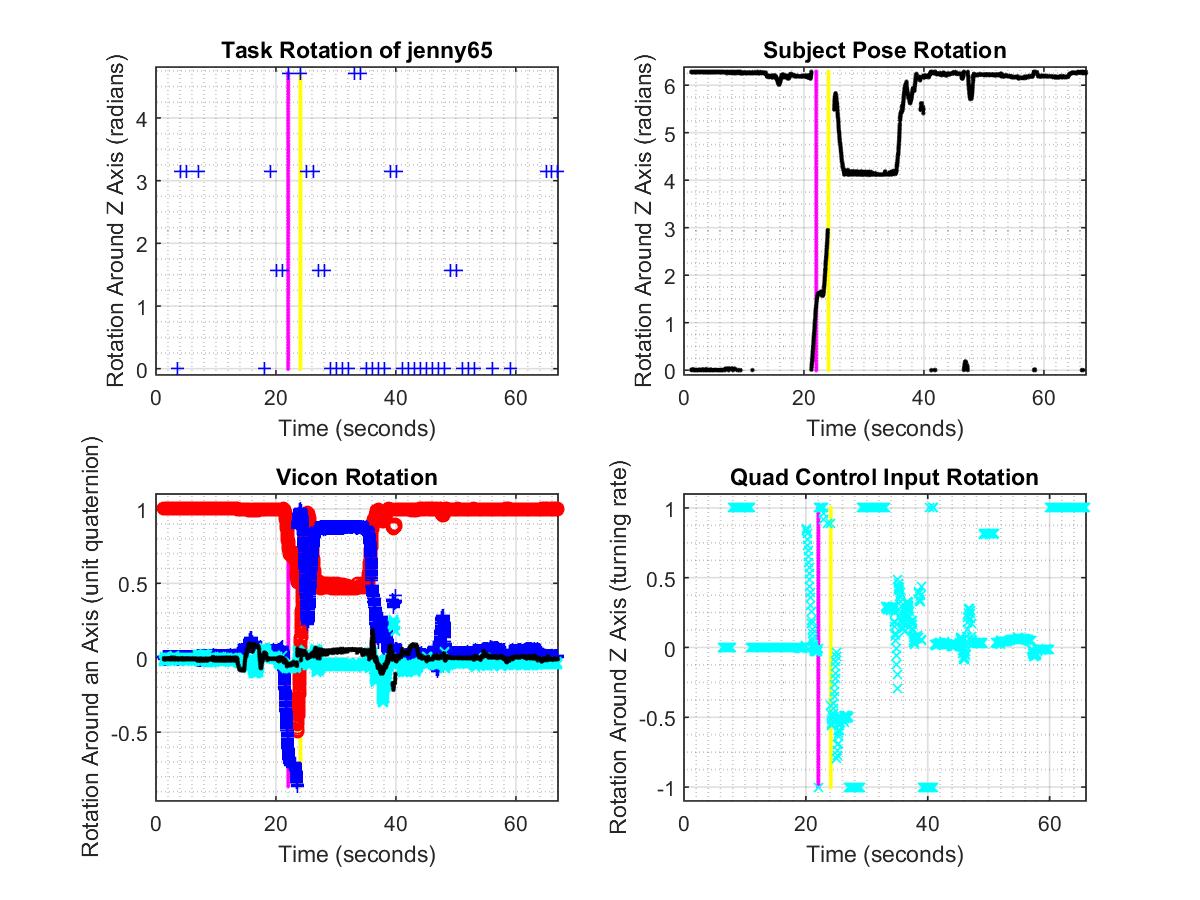 Task Rotation of jenny65
Rotation Around Z Axis (radians)
4
3
2
1
0
0 20 40 60
Time (seconds)
Subject Pose Rotation
Rotation Around Z Axis (radians)
6
5
4
3
2
1
0
0 20 40 60
Time (seconds)
Vicon Rotation
Rotation Around an Axis (unit quaternion)
1
0.5
0
-0.5
0 20 40 60
Time (seconds)
Quad Control Input Rotation
Rotation Around Z Axis (turning rate)
1
0.5
0
-0.5
-1
0 20 40 60
Time (seconds)